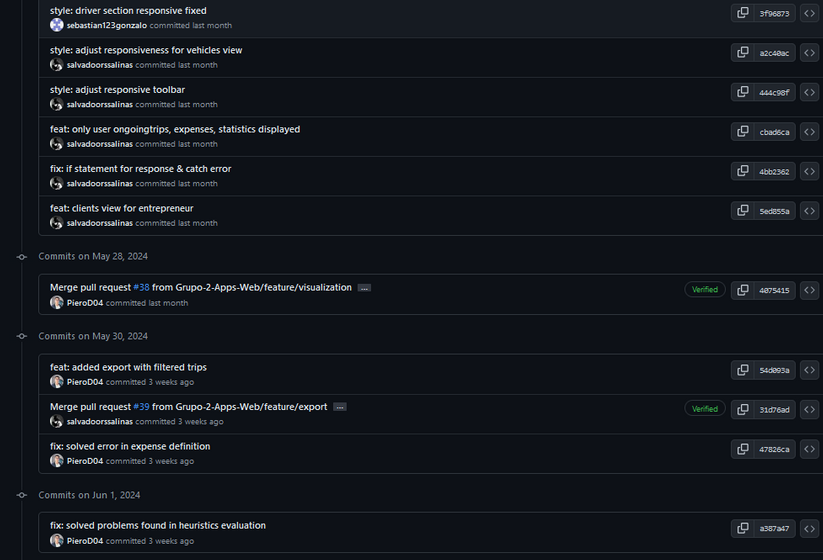 style: driver section responsive fixed
3f96873
sebastian123gonzalo committed last month
style: adjust responsiveness for vehicles view
a2c40ac
salvadoorssalinas committed last month
style: adjust responsive toolbar
444c98f
salvadoorssalinas committed last month
feat: only user ongoingtrips, expenses, statistics displayed
cbad6ca
salvadoorssalinas committed last month
fix: if statement for response & catch error
4bb2362
salvadoorssalinas committed last month
feat: clients view for entrepreneur
5ed855a
salvadoorssalinas committed last month
Commits on May 28, 2024
Merge pull request #38 from Grupo-2-Apps-Web/feature/visualization ...
Verified 4075415
PieroD04 committed last month
Commits on May 30, 2024
feat: added export with filtered trips
54d093a
PieroD04 committed 3 weeks ago
Merge pull request #39 from Grupo-2-Apps-Web/feature/export ...
Verified 31d76ad
salvadoorssalinas committed 3 weeks ago
fix: solved error in expense definition
47826ca
PieroD04 committed 3 weeks ago
Commits on Jun 1, 2024
fix: solved problems found in heuristics evaluation
a387a47
PieroD04 committed 3 weeks ago